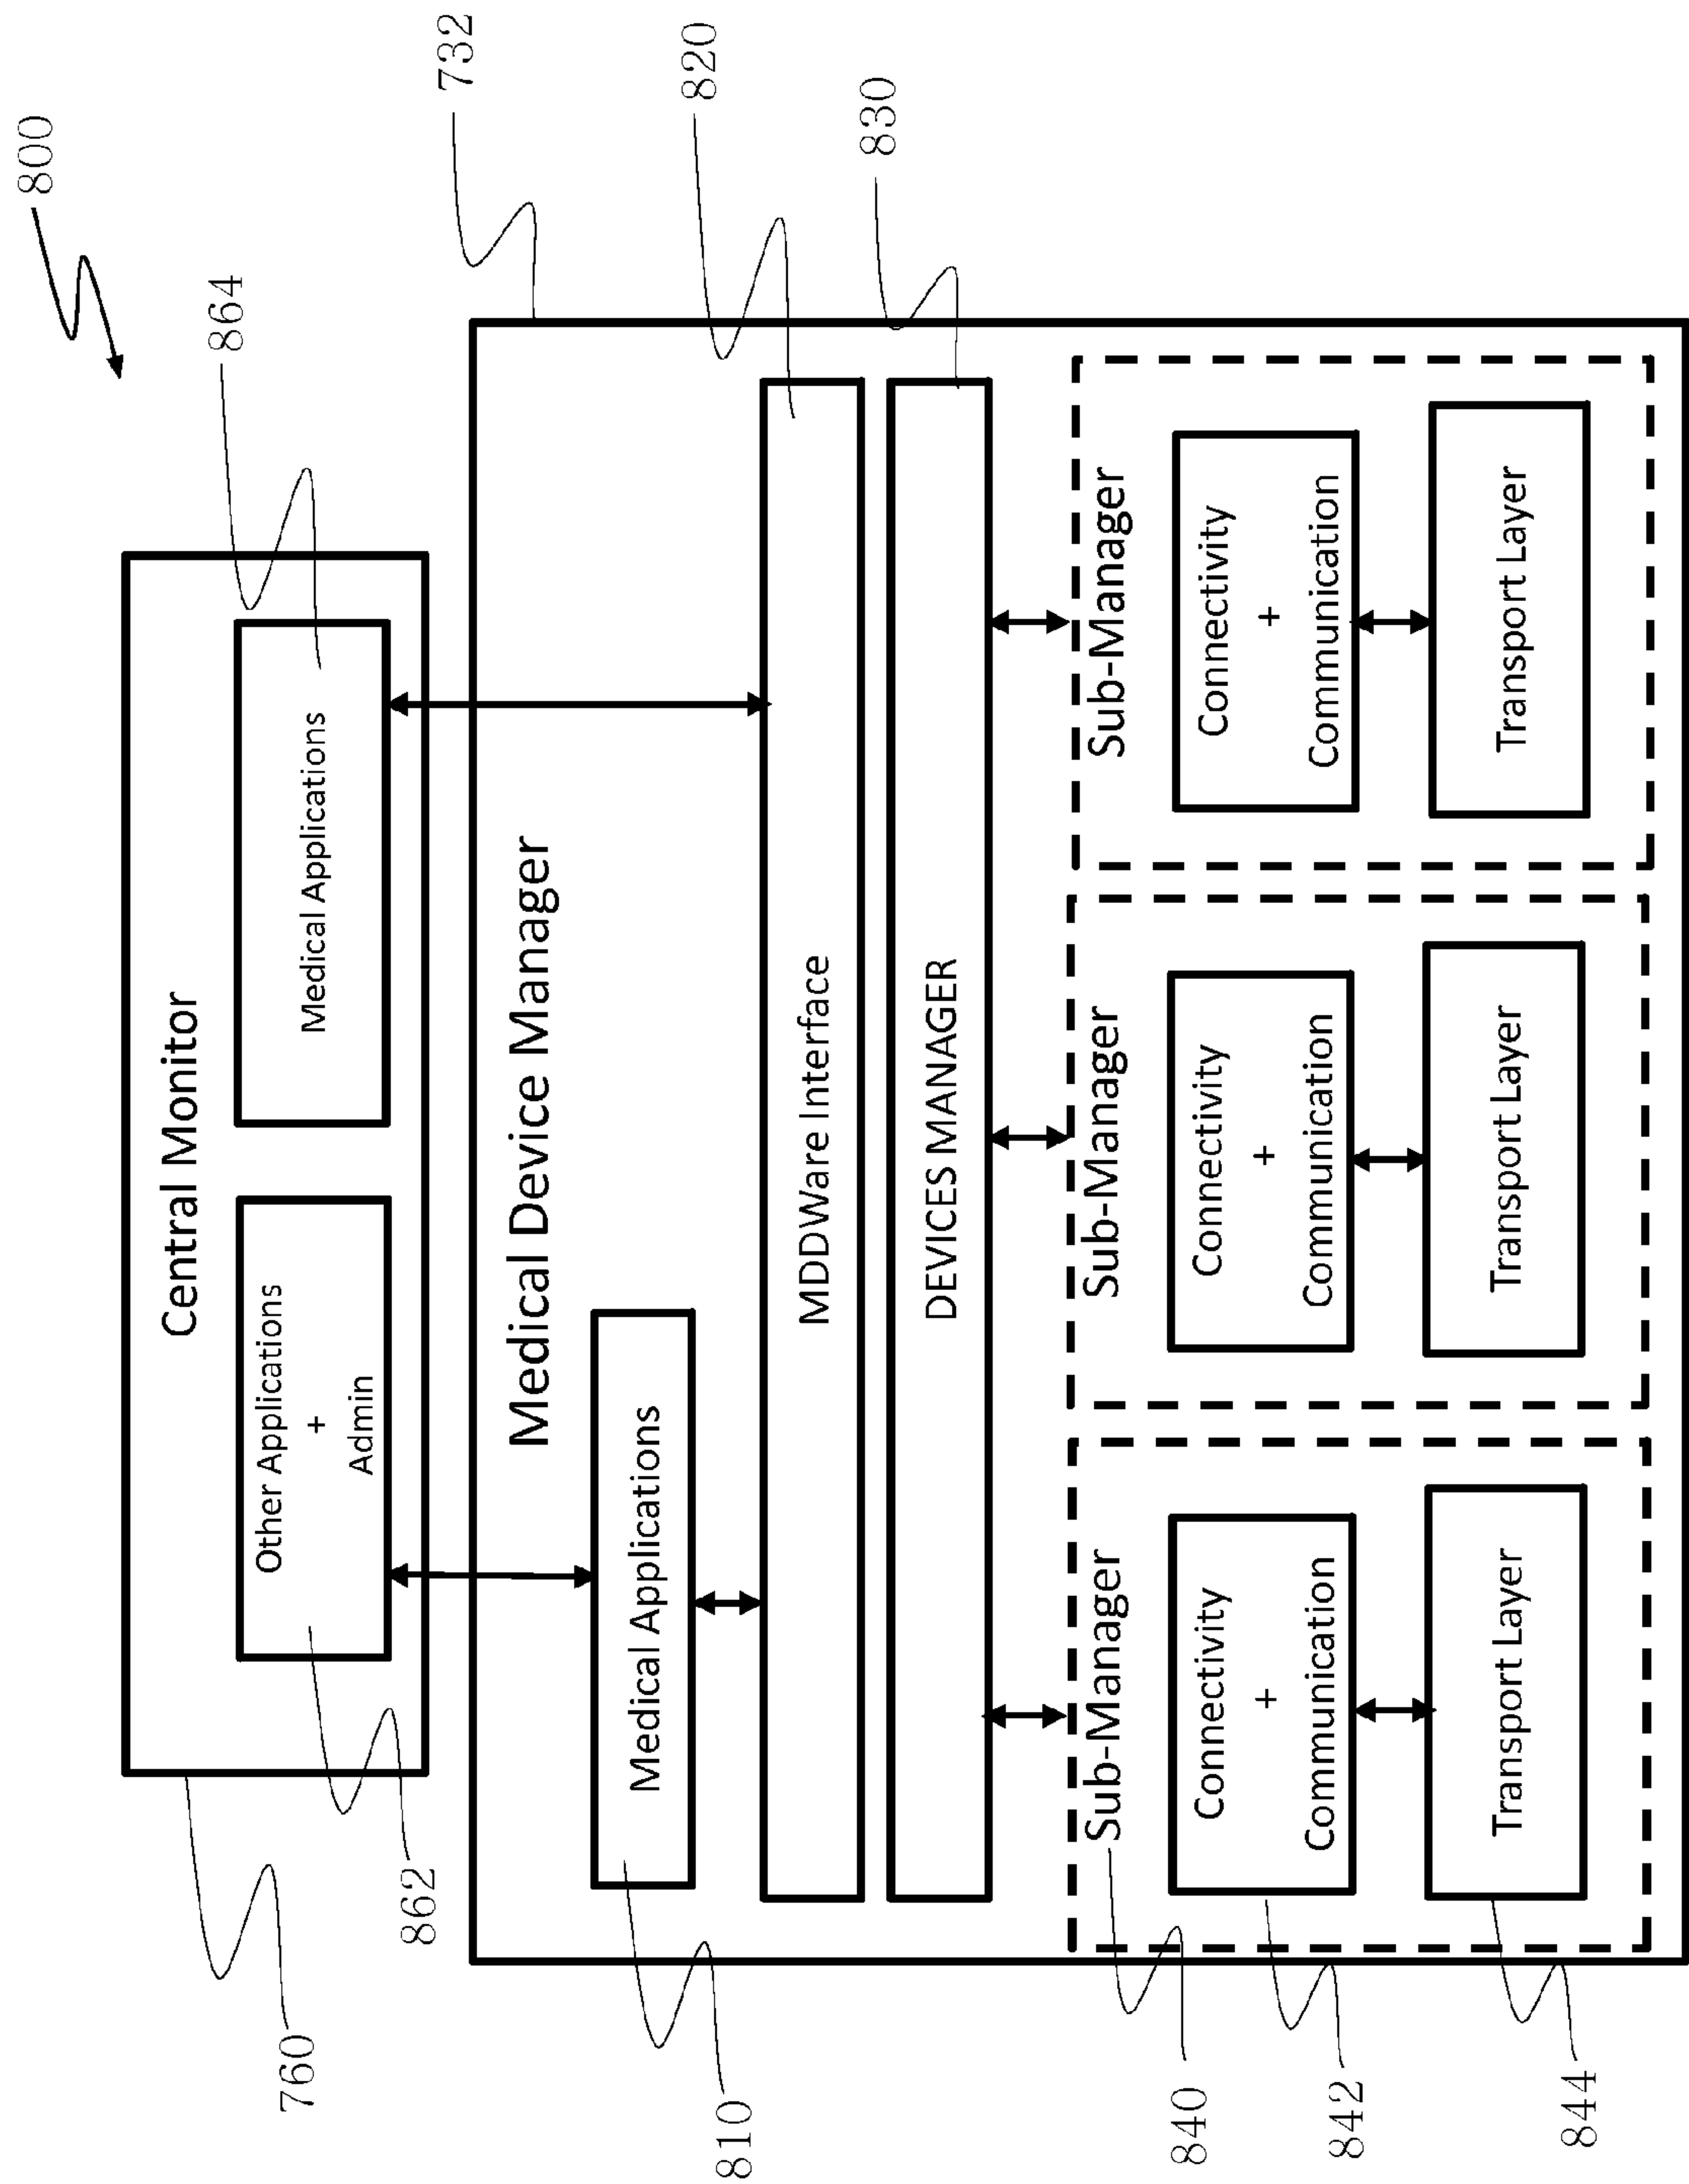 800
Central Monitor
864
760
Other Applications
+
Admin
Medical Applications
862
732
Medical Device Manager
810
Medical Applications
820
MDDWare Interface
830
DEVICES MANAGER
840
Sub-Manager
Connectivity
+
Communication
Transport Layer
842
844
Sub-Manager
Connectivity
+
Communication
Transport Layer
Sub-Manager
Connectivity
+
Communication
Transport Layer